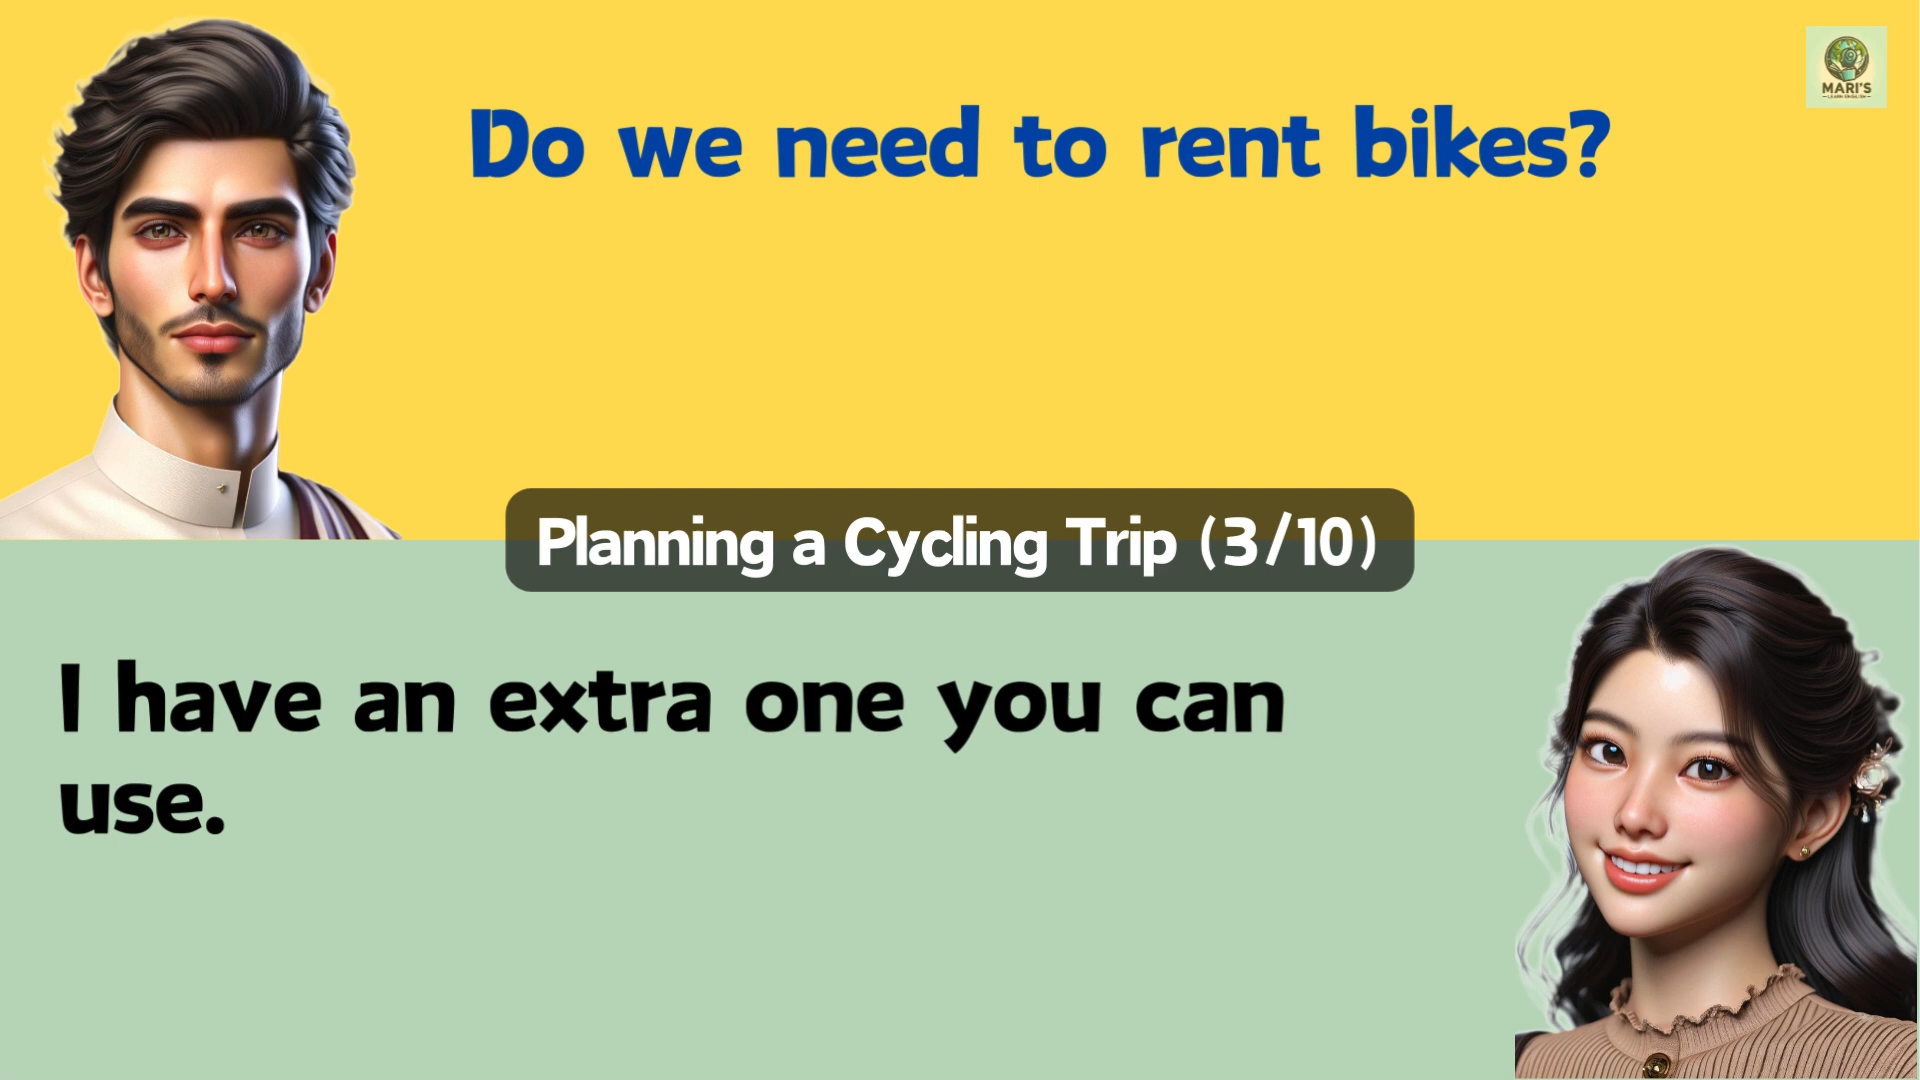 MARI'S
Do we need to rent bikes?
Planning a Cycling Trip (3/10)
I have an extra one you can
use.